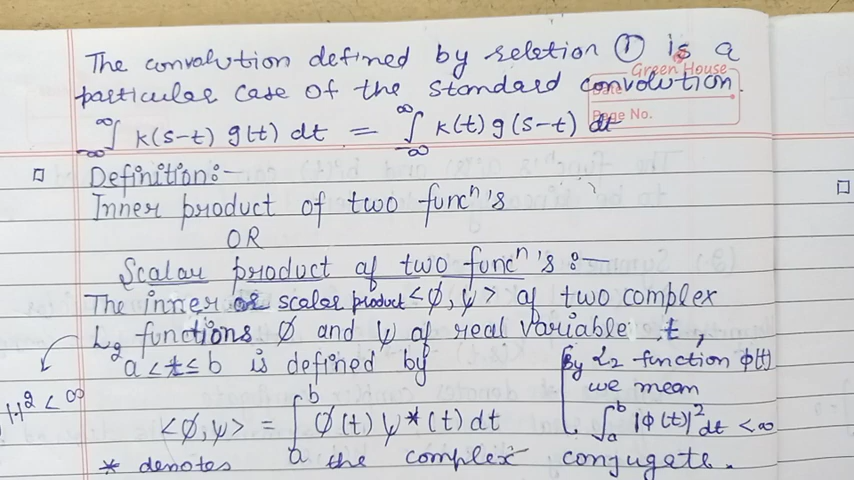 The convolution defined by relation ① is a
Green House
particular case of the standard convolution.
Date
Page No.
∫_{-∞}^{∞} K(s-t) g(t) dt = ∫_{-∞}^{∞} K(t) g(s-t) dt
Definition:-
Inner product of two funcⁿ's
OR
Scalar product of two funcⁿ's :-
The inner or scalar product <Ø, ψ> of two complex
L₂ functions Ø and ψ of real variable t,
a < t ≤ b is defined by
By L₂ function φ(t)
we mean
∫_a^b |φ(t)|² dt < ∞
|·|² < ∞
<Ø, ψ> = ∫_a^b Ø(t) ψ*(t) dt
* denotes the complex conjugate.